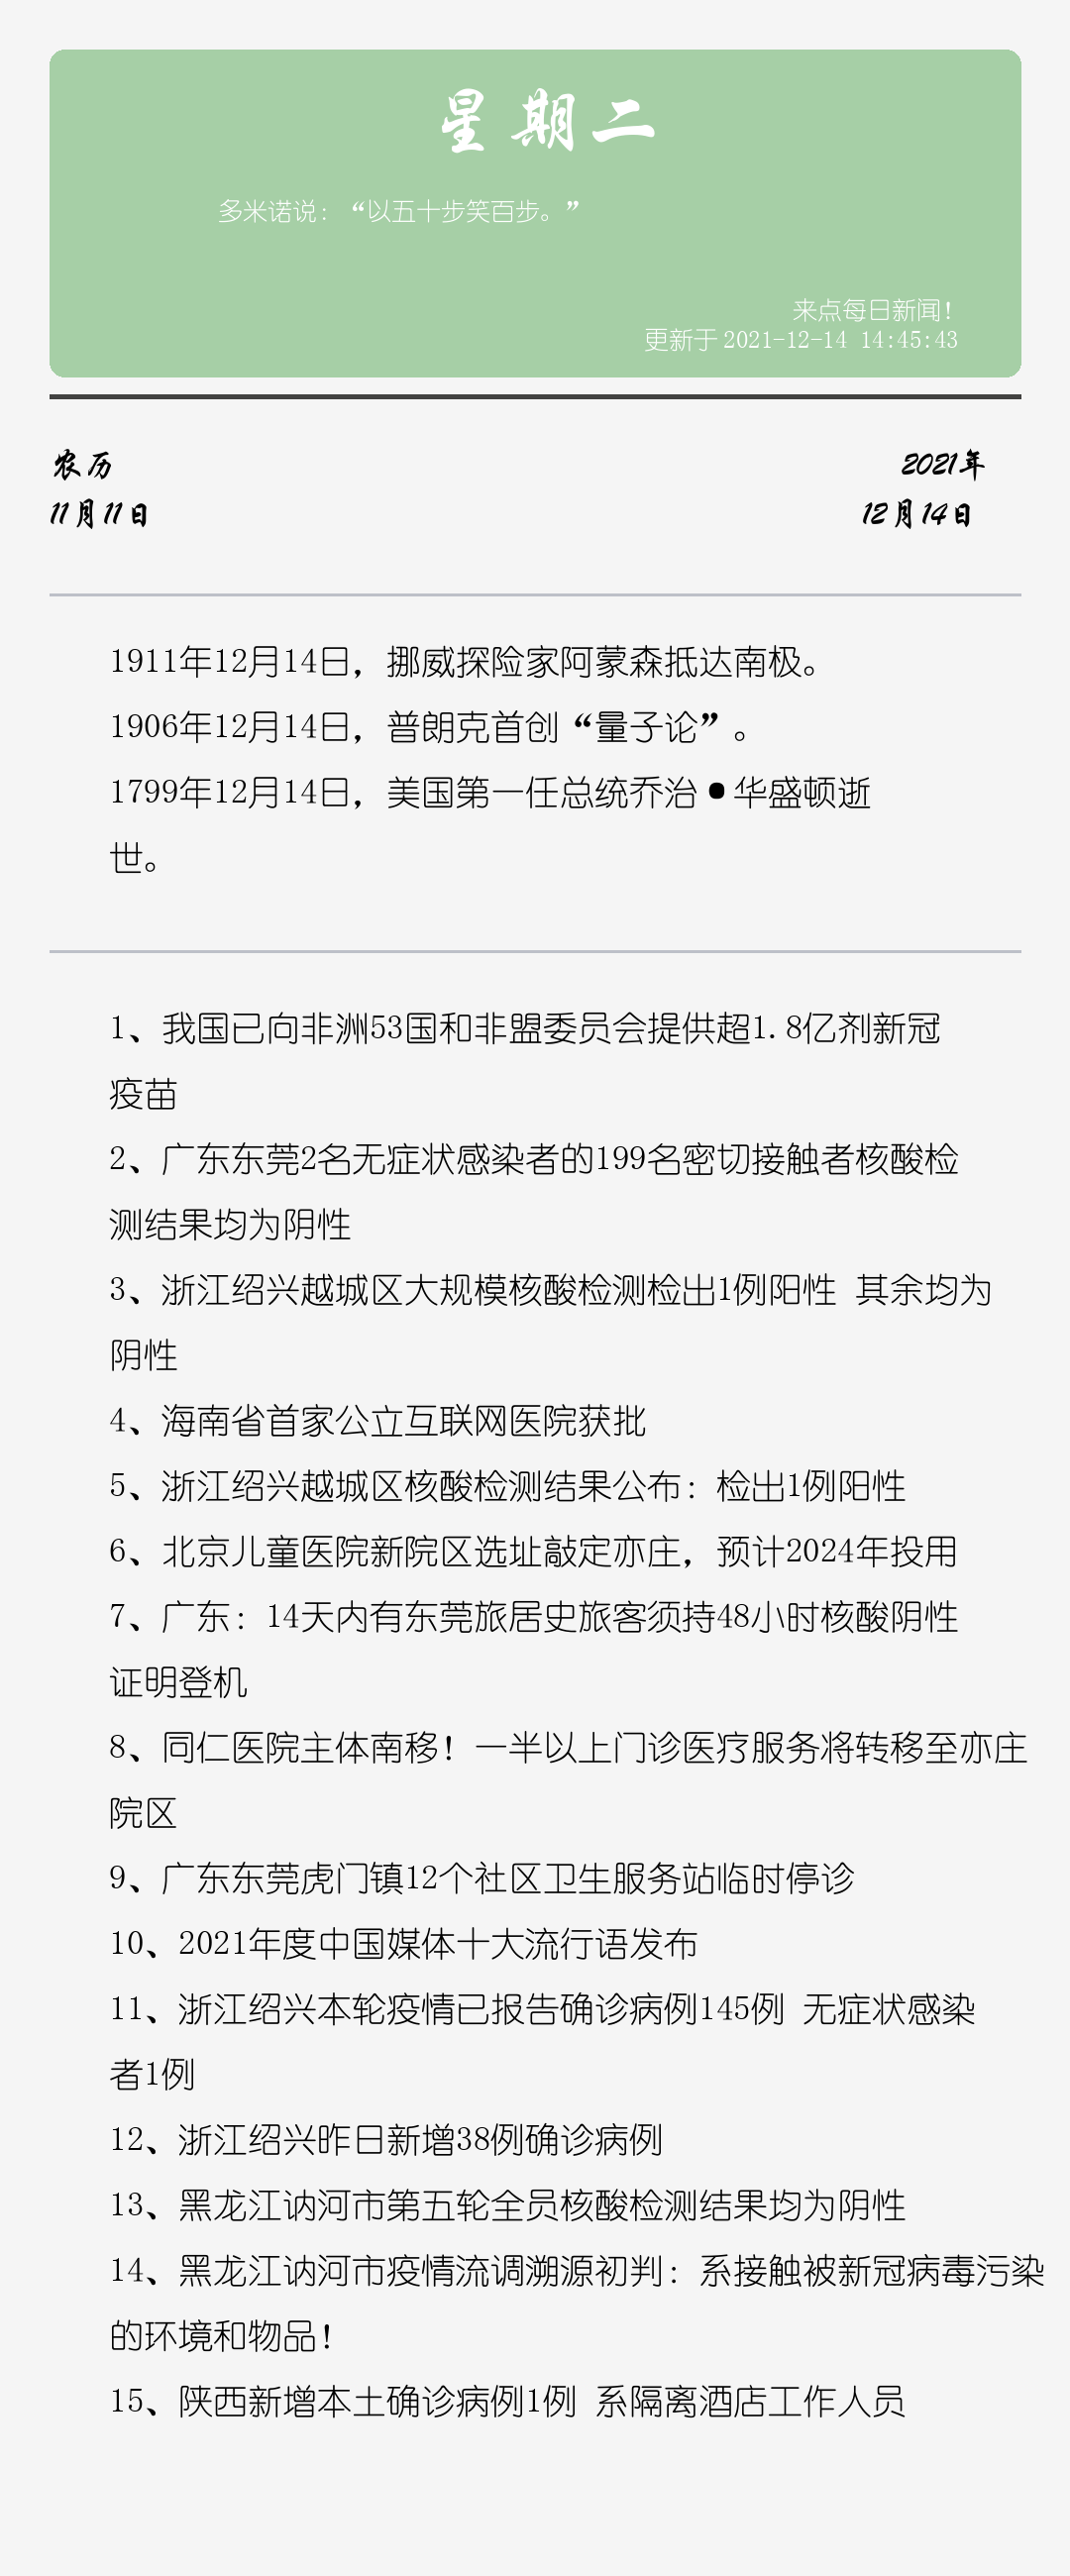 星期二
多米诺说：“以五十步笑百步。”
来点每日新闻！
更新于2021-12-14 14:45:43
农历
11月11日
2021年
12月14日
1911年12月14日，挪威探险家阿蒙森抵达南极。
1906年12月14日，普朗克首创“量子论”。
1799年12月14日，美国第一任总统乔治•华盛顿逝
世。
1、我国已向非洲53国和非盟委员会提供超1.8亿剂新冠
疫苗
2、广东东莞2名无症状感染者的199名密切接触者核酸检
测结果均为阴性
3、浙江绍兴越城区大规模核酸检测检出1例阳性 其余均为
阴性
4、海南省首家公立互联网医院获批
5、浙江绍兴越城区核酸检测结果公布：检出1例阳性
6、北京儿童医院新院区选址敲定亦庄，预计2024年投用
7、广东：14天内有东莞旅居史旅客须持48小时核酸阴性
证明登机
8、同仁医院主体南移！一半以上门诊医疗服务将转移至亦庄
院区
9、广东东莞虎门镇12个社区卫生服务站临时停诊
10、2021年度中国媒体十大流行语发布
11、浙江绍兴本轮疫情已报告确诊病例145例 无症状感染
者1例
12、浙江绍兴昨日新增38例确诊病例
13、黑龙江讷河市第五轮全员核酸检测结果均为阴性
14、黑龙江讷河市疫情流调溯源初判：系接触被新冠病毒污染
的环境和物品！
15、陕西新增本土确诊病例1例 系隔离酒店工作人员